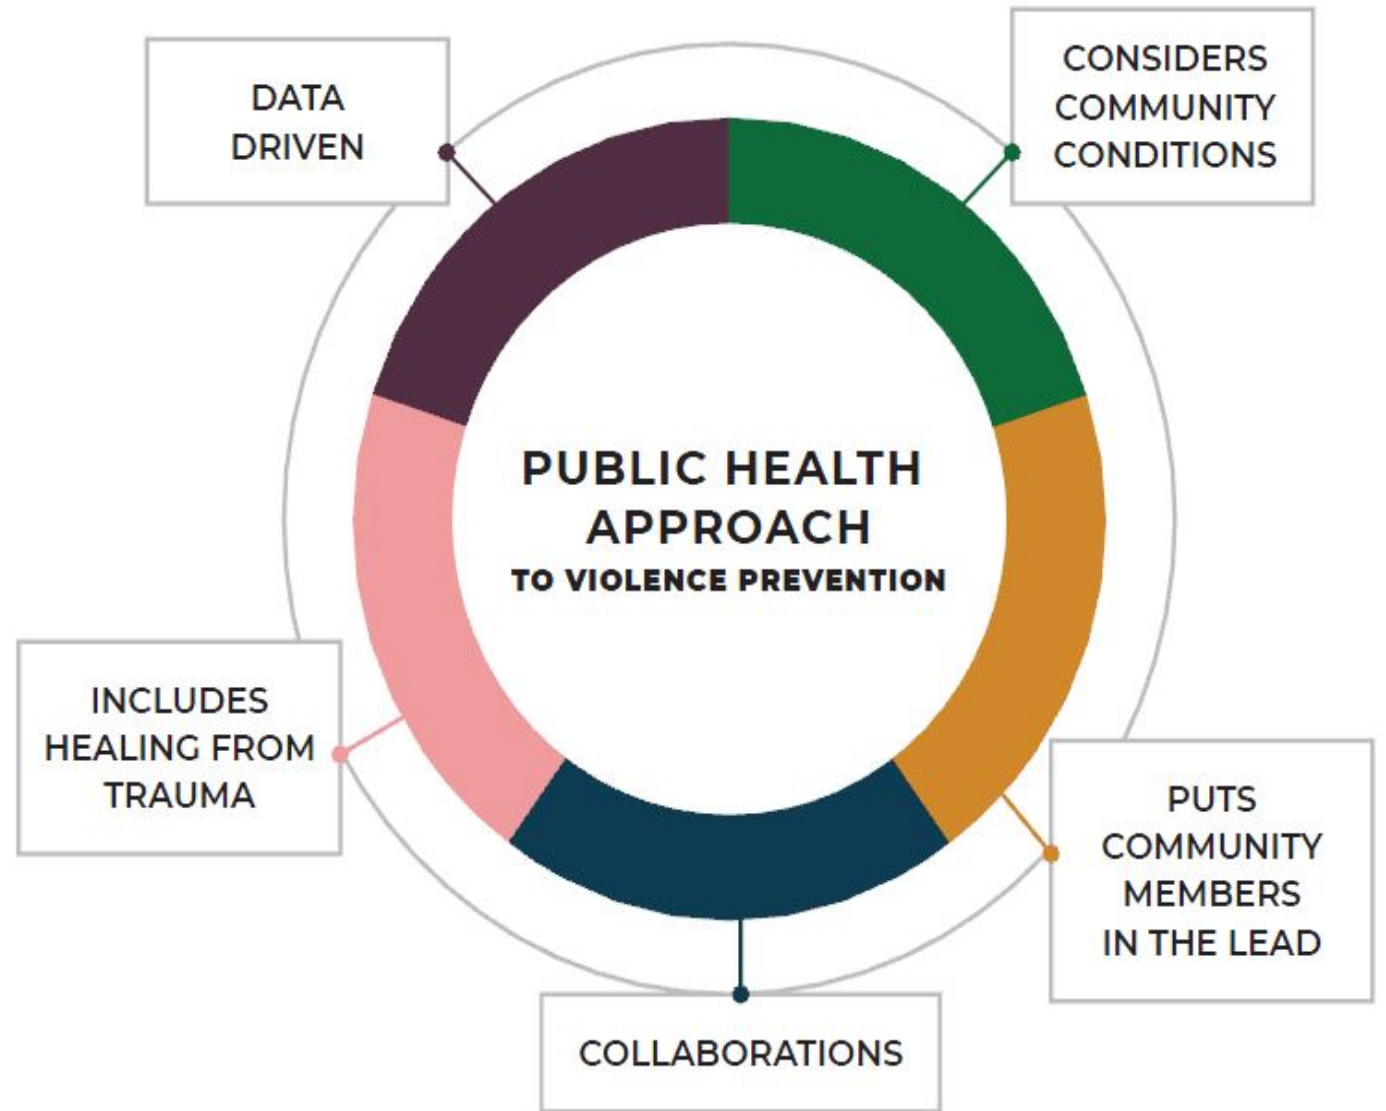 DATA
DRIVEN
CONSIDERS
COMMUNITY
CONDITIONS
PUBLIC HEALTH
APPROACH
TO VIOLENCE PREVENTION
INCLUDES
HEALING FROM
TRAUMA
PUTS
COMMUNITY
MEMBERS
IN THE LEAD
COLLABORATIONS